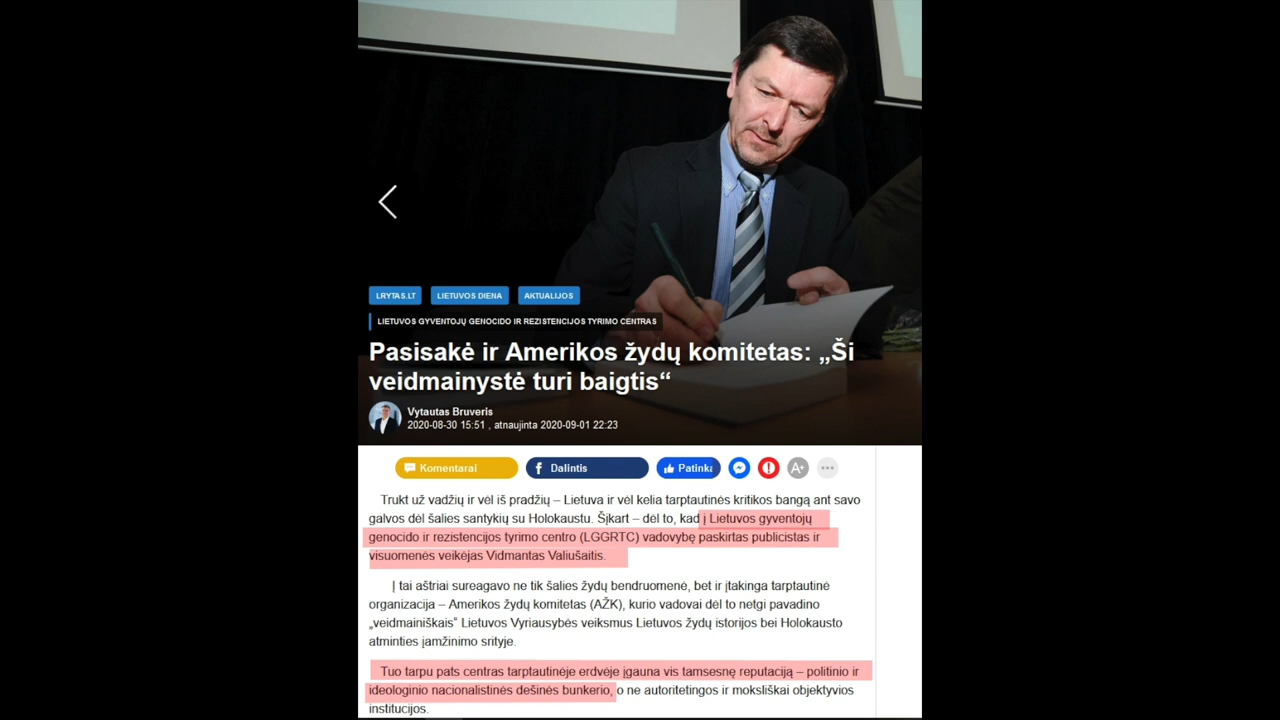 LRYTAS.LT LIETUVOS DIENA AKTUALIJOS
LIETUVOS GYVENTOJŲ GENOCIDO IR REZISTENCIJOS TYRIMO CENTRAS
Pasisakė ir Amerikos žydų komitetas: „Ši
veidmainystė turi baigtis“
Vytautas Bruveris
2020-08-30 15:51 , atnaujinta 2020-09-01 22:23
Komentarai Dalintis Patinka A+
Trukt už vadžių ir vėl iš pradžių – Lietuva ir vėl kelia tarptautinės kritikos bangą ant savo
galvos dėl šalies santykių su Holokaustu. Šįkart – dėl to, kad į Lietuvos gyventojų
genocido ir rezistencijos tyrimo centro (LGGRTC) vadovybę paskirtas publicistas ir
visuomenės veikėjas Vidmantas Valiušaitis.
Į tai aštriai sureagavo ne tik šalies žydų bendruomenė, bet ir įtakinga tarptautinė
organizacija – Amerikos žydų komitetas (AŽK), kurio vadovai dėl to netgi pavadino
„veidmainiškais“ Lietuvos Vyriausybės veiksmus Lietuvos žydų istorijos bei Holokausto
atminties įamžinimo srityje.
Tuo tarpu pats centras tarptautinėje erdvėje įgauna vis tamsesnę reputaciją – politinio ir
ideologinio nacionalistinės dešinės bunkerio, o ne autoritetingos ir moksliškai objektyvios
institucijos.